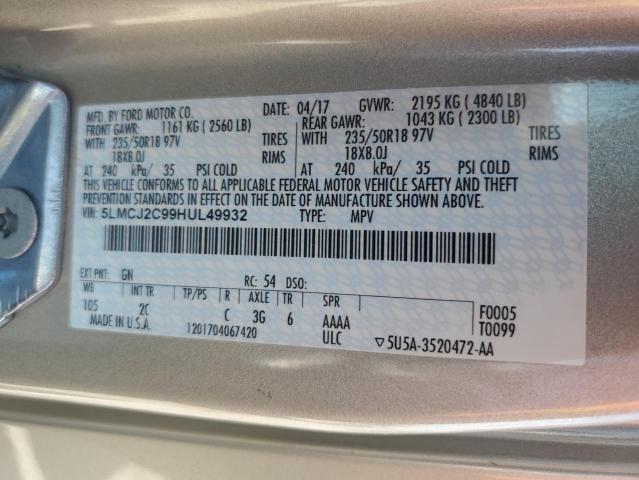 MFD. BY FORD MOTOR CO. DATE: 04/17 GVWR: 2195 KG ( 4840 LB)
FRONT GAWR: 1161 KG ( 2560 LB) REAR GAWR: 1043 KG ( 2300 LB)
WITH 235/50R18 97V TIRES WITH 235/50R18 97V TIRES
18X8.0J RIMS 18X8.0J RIMS
AT 240 kPa/ 35 PSI COLD AT 240 kPa/ 35 PSI COLD
THIS VEHICLE CONFORMS TO ALL APPLICABLE FEDERAL MOTOR VEHICLE SAFETY AND THEFT
PREVENTION STANDARDS IN EFFECT ON THE DATE OF MANUFACTURE SHOWN ABOVE.
VIN: 5LMCJ2C99HUL49932 TYPE: MPV
EXT PNT: GN RC: 54 DSO:
WB INT TR TP/PS R AXLE TR SPR
105 2C C 3G 6 AAAA F0005
MADE IN U.S.A. 1201704067420 ULC T0099
▽5U5A-3520472-AA